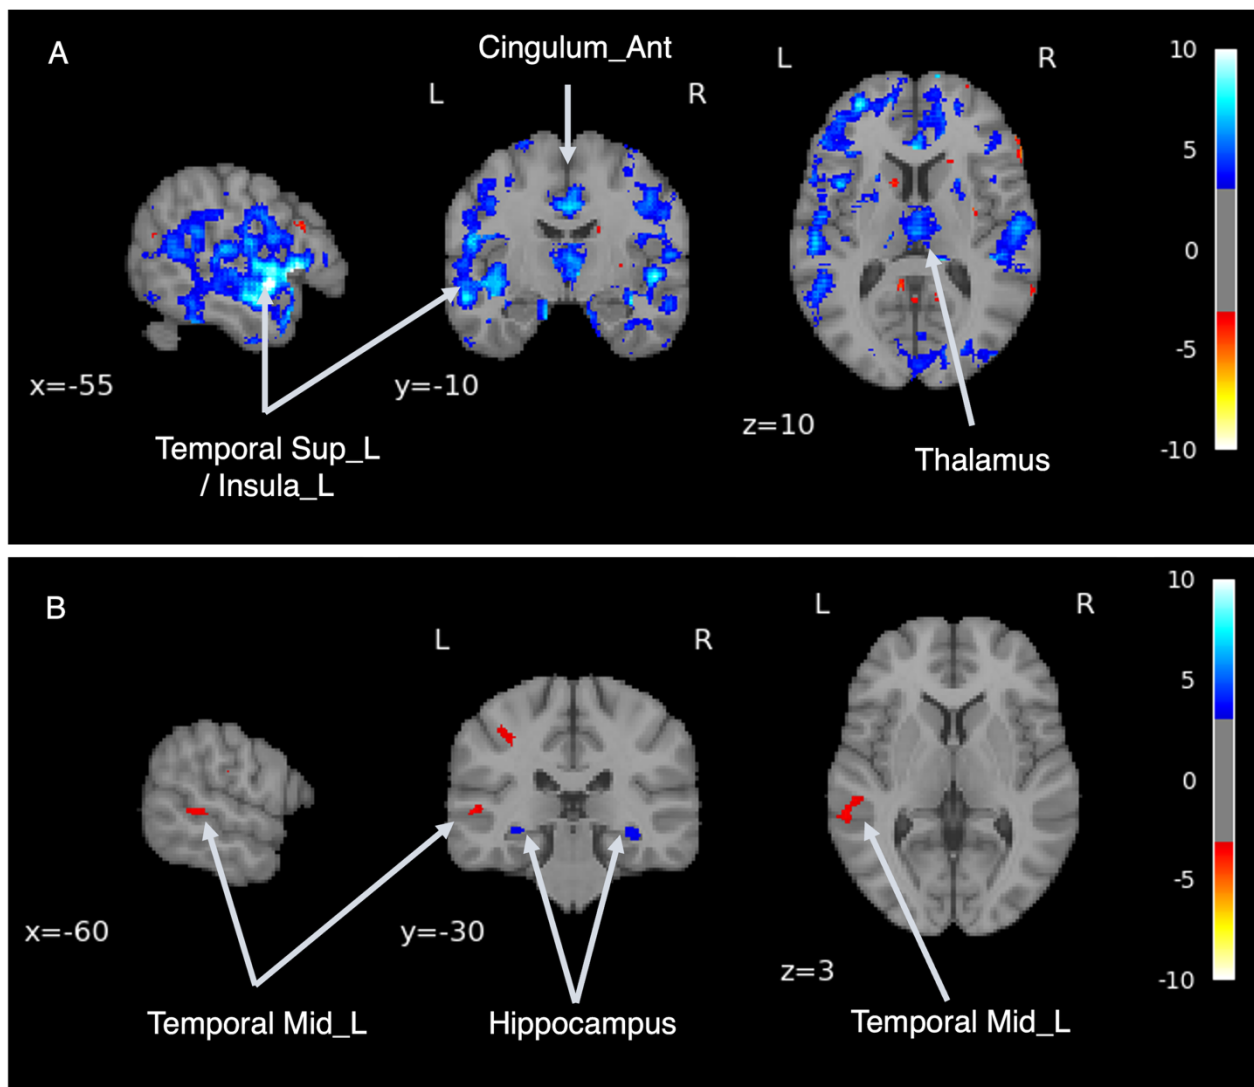 A
Cingulum_Ant
L
R
L
R
10
5
0
-5
-10
x=-55
y=-10
z=10
Temporal Sup_L
/ Insula_L
Thalamus
B
L
R
L
R
10
5
0
-5
-10
x=-60
y=-30
z=3
Temporal Mid_L
Hippocampus
Temporal Mid_L